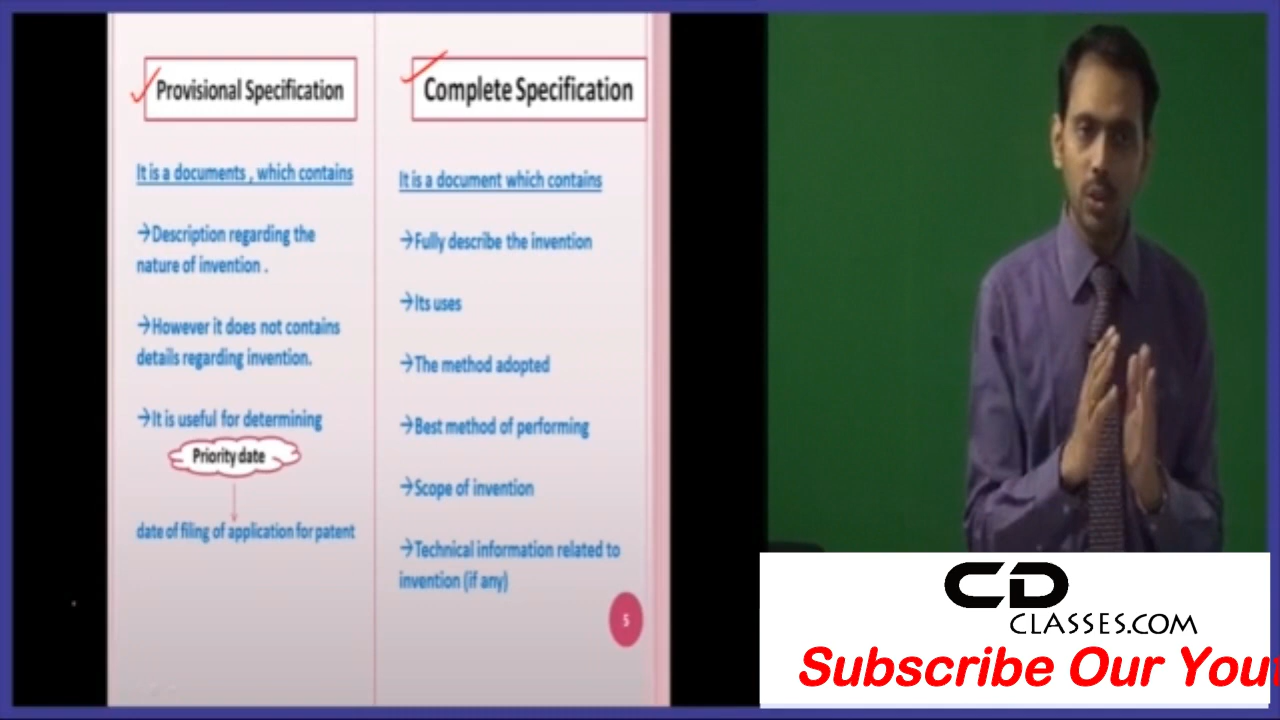 Provisional Specification
It is a documents , which contains
→Description regarding the
nature of invention .
→However it does not contains
details regarding invention.
→It is useful for determining
Priority date
date of filing of application for patent
Complete Specification
It is a document which contains
→Fully describe the invention
→Its uses
→The method adopted
→Best method of performing
→Scope of invention
→Technical information related to
invention (if any)
5
CD
CLASSES.COM
Subscribe Our You